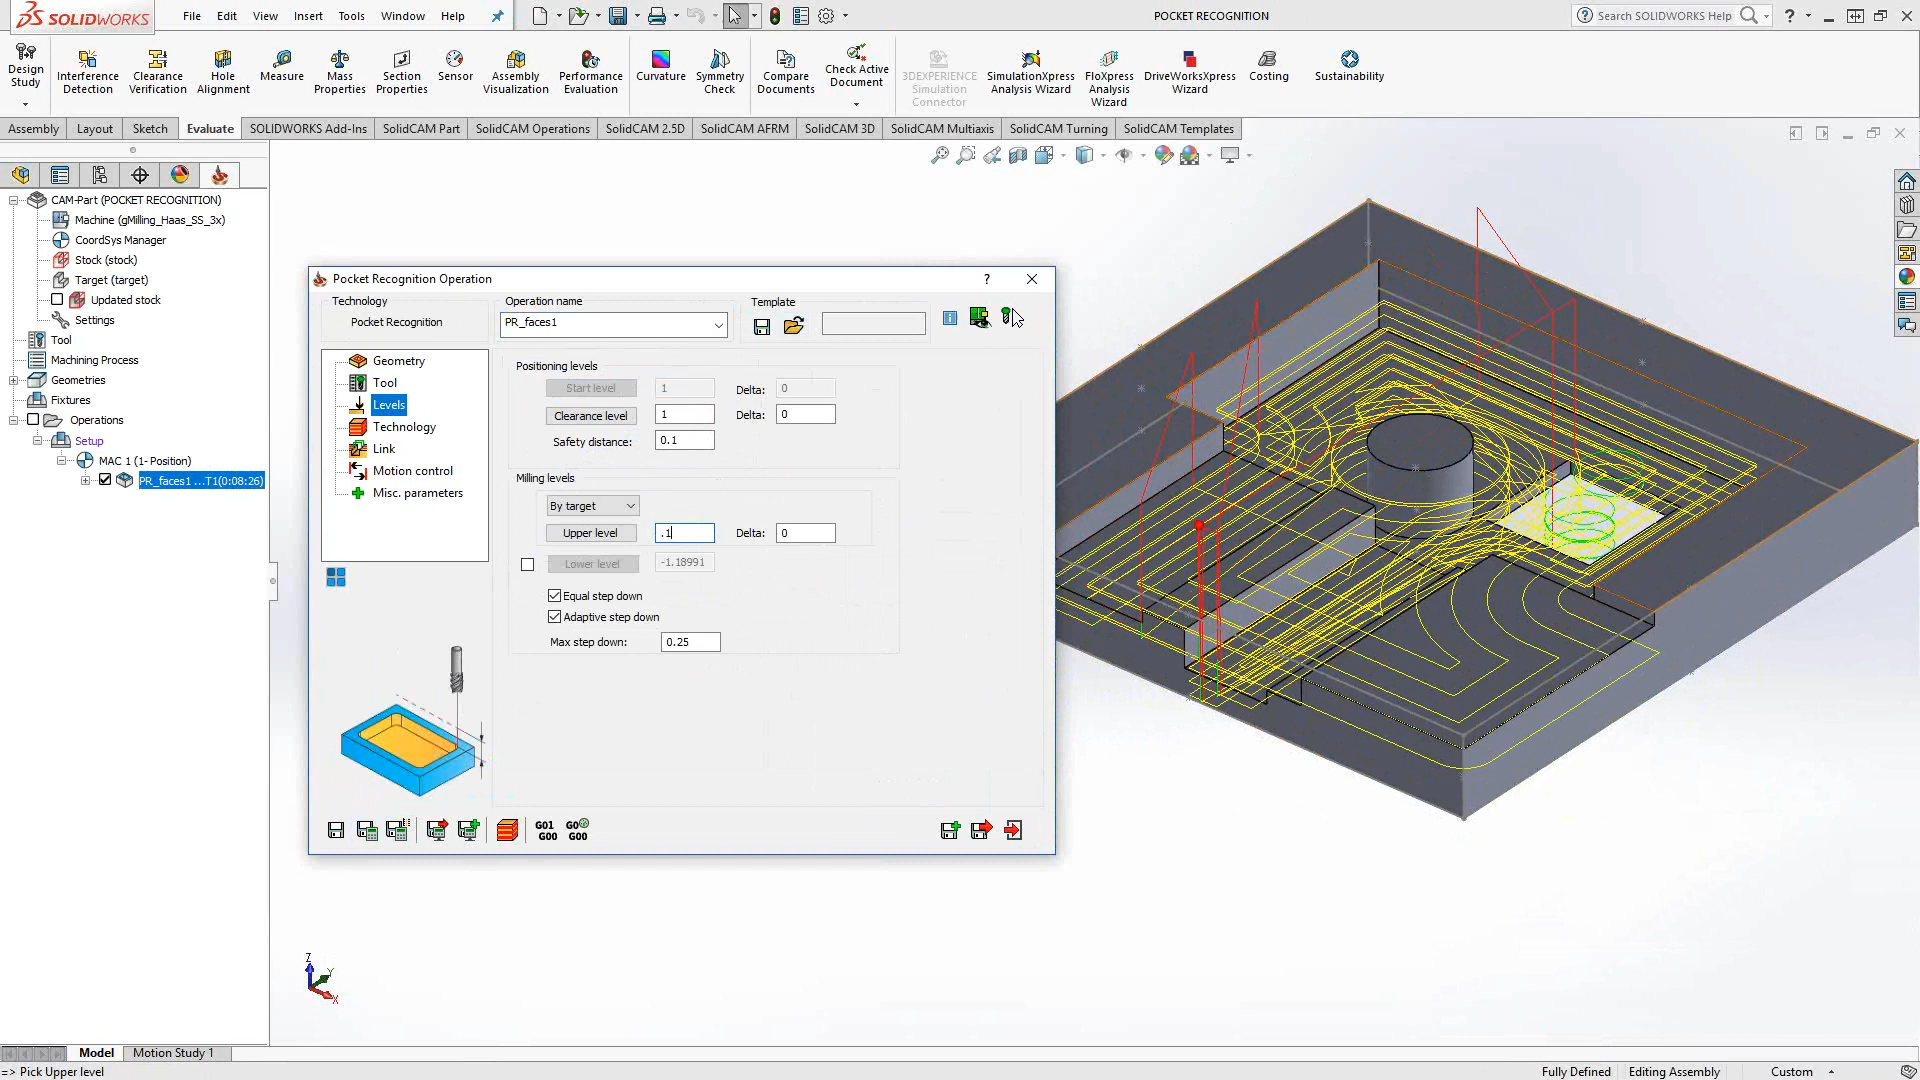 SOLIDWORKS
File Edit View Insert Tools Window Help
POCKET RECOGNITION
Search SOLIDWORKS Help
Design Study
Interference Detection
Clearance Verification
Hole Alignment
Measure
Mass Properties
Section Properties
Sensor
Assembly Visualization
Performance Evaluation
Curvature
Symmetry Check
Compare Documents
Check Active Document
3DEXPERIENCE Simulation Connector
SimulationXpress Analysis Wizard
FloXpress Analysis Wizard
DriveWorksXpress Wizard
Costing
Sustainability
Assembly Layout Sketch Evaluate SOLIDWORKS Add-Ins SolidCAM Part SolidCAM Operations SolidCAM 2.5D SolidCAM AFRM SolidCAM 3D SolidCAM Multiaxis SolidCAM Turning SolidCAM Templates
CAM-Part (POCKET RECOGNITION)
Machine (gMilling_Haas_SS_3x)
CoordSys Manager
Stock (stock)
Target (target)
Updated stock
Settings
Tool
Machining Process
Geometries
Fixtures
Operations
Setup
MAC 1 (1- Position)
PR_faces1 ...T1(0:08:26)
Pocket Recognition Operation
?
Technology
Pocket Recognition
Operation name
PR_faces1
Template
Geometry
Tool
Levels
Technology
Link
Motion control
Misc. parameters
Positioning levels
Start level 1 Delta: 0
Clearance level 1 Delta: 0
Safety distance: 0.1
Milling levels
By target
Upper level .1 Delta: 0
Lower level -1.18991
Equal step down
Adaptive step down
Max step down: 0.25
G01 G00
G0 G00
Z
Y
X
Model Motion Study 1
=> Pick Upper level
Fully Defined Editing Assembly Custom